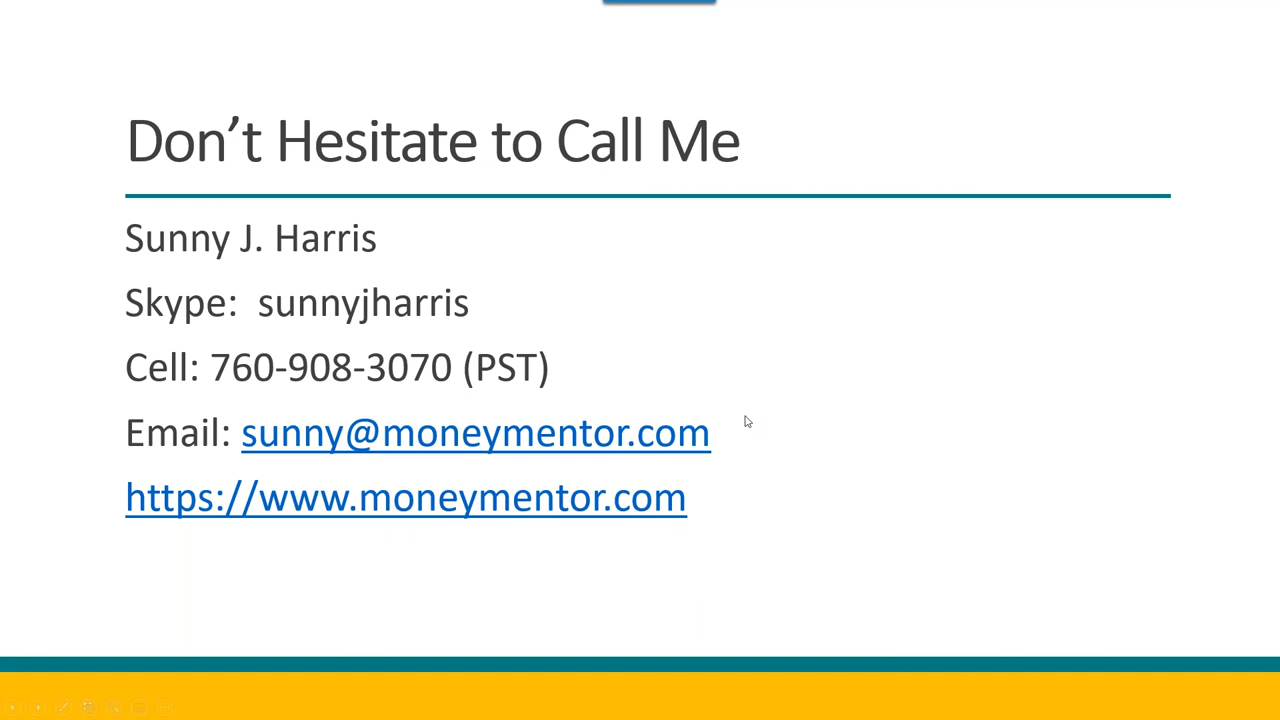 Don’t Hesitate to Call Me
Sunny J. Harris
Skype:  sunnyjharris
Cell: 760-908-3070 (PST)
Email: sunny@moneymentor.com
https://www.moneymentor.com